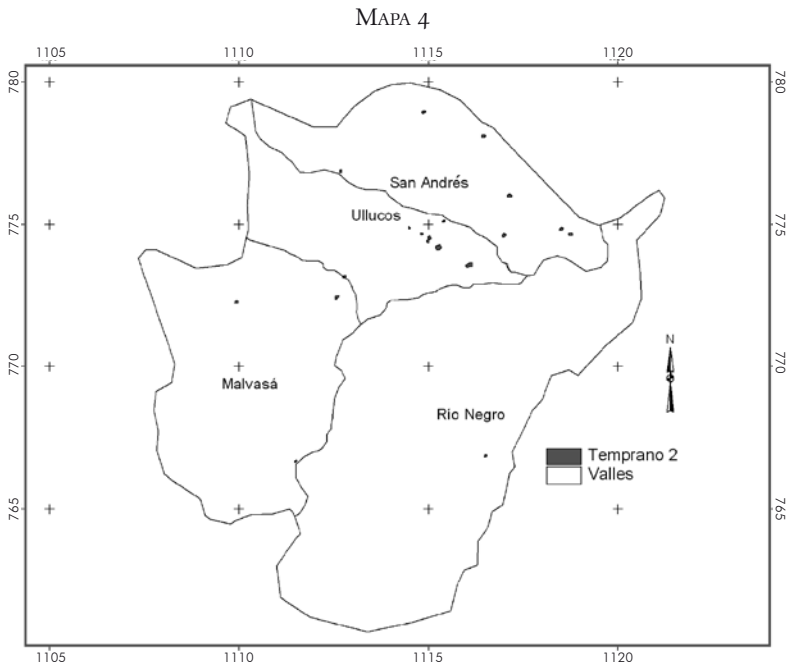 MAPA 4
1105 1110 1115 1120
780 780
San Andrés
Ullucos
775 775
N
770 770
Malvasá
Rio Negro
Temprano 2
Valles
765 765
1105 1110 1115 1120